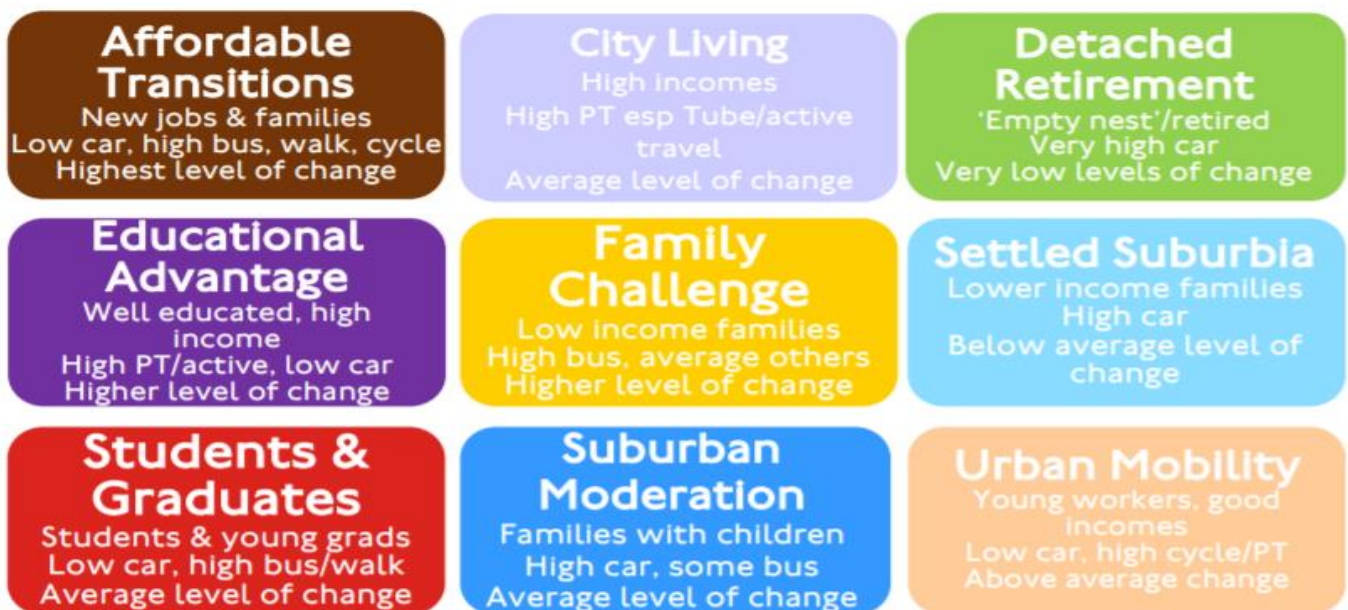 Affordable
Transitions
New jobs & families
Low car, high bus, walk, cycle
Highest level of change
City Living
High incomes
High PT esp Tube/active
travel
Average level of change
Detached
Retirement
‘Empty nest’/retired
Very high car
Very low levels of change
Educational
Advantage
Well educated, high
income
High PT/active, low car
Higher level of change
Family
Challenge
Low income families
High bus, average others
Higher level of change
Settled Suburbia
Lower income families
High car
Below average level of
change
Students &
Graduates
Students & young grads
Low car, high bus/walk
Average level of change
Suburban
Moderation
Families with children
High car, some bus
Average level of change
Urban Mobility
Young workers, good
incomes
Low car, high cycle/PT
Above average change